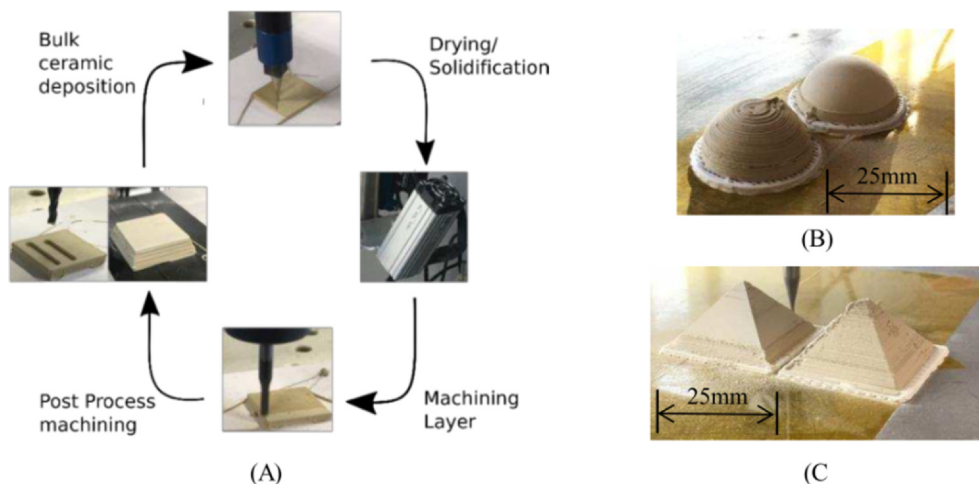 Bulk
ceramic
deposition
Drying/
Solidification
Post Process
machining
Machining
Layer
(A)
25mm
(B)
25mm
(C)